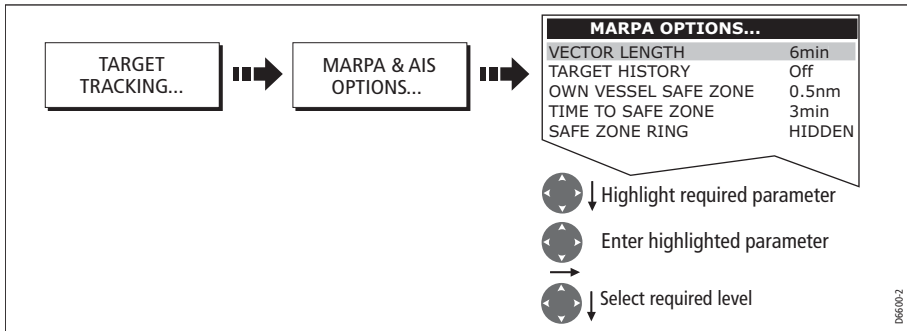 TARGET
TRACKING...
MARPA & AIS
OPTIONS...
MARPA OPTIONS...
VECTOR LENGTH 6min
TARGET HISTORY Off
OWN VESSEL SAFE ZONE 0.5nm
TIME TO SAFE ZONE 3min
SAFE ZONE RING HIDDEN
Highlight required parameter
Enter highlighted parameter
Select required level
D6600-2